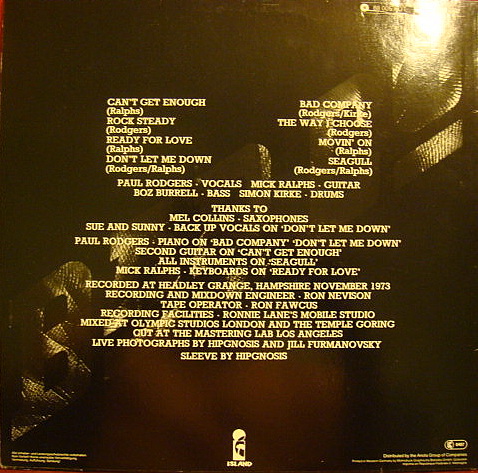 88 005
CAN'T GET ENOUGH
(Ralphs)
ROCK STEADY
(Rodgers)
READY FOR LOVE
(Ralphs)
DON'T LET ME DOWN
(Rodgers/Ralphs)
BAD COMPANY
(Rodgers/Kirke)
THE WAY I CHOOSE
(Rodgers)
MOVIN' ON
(Ralphs)
SEAGULL
(Rodgers/Ralphs)
PAUL RODGERS - VOCALS MICK RALPHS - GUITAR
BOZ BURRELL - BASS SIMON KIRKE - DRUMS
THANKS TO
MEL COLLINS - SAXOPHONES
SUE AND SUNNY - BACK UP VOCALS ON 'DON'T LET ME DOWN'
PAUL RODGERS - PIANO ON 'BAD COMPANY' 'DON'T LET ME DOWN'
SECOND GUITAR ON 'CAN'T GET ENOUGH'
ALL INSTRUMENTS ON 'SEAGULL'
MICK RALPHS - KEYBOARDS ON 'READY FOR LOVE'
RECORDED AT HEADLEY GRANGE, HAMPSHIRE NOVEMBER 1973
RECORDING AND MIXDOWN ENGINEER - RON NEVISON
TAPE OPERATOR - RON FAWCUS
RECORDING FACILITIES - RONNIE LANE'S MOBILE STUDIO
MIXED AT OLYMPIC STUDIOS LONDON AND THE TEMPLE GORING
CUT AT THE MASTERING LAB LOS ANGELES
LIVE PHOTOGRAPHS BY HIPGNOSIS AND JILL FURMANOVSKY
SLEEVE BY HIPGNOSIS
ISLAND
Distributed by the Ariola Group of Companies